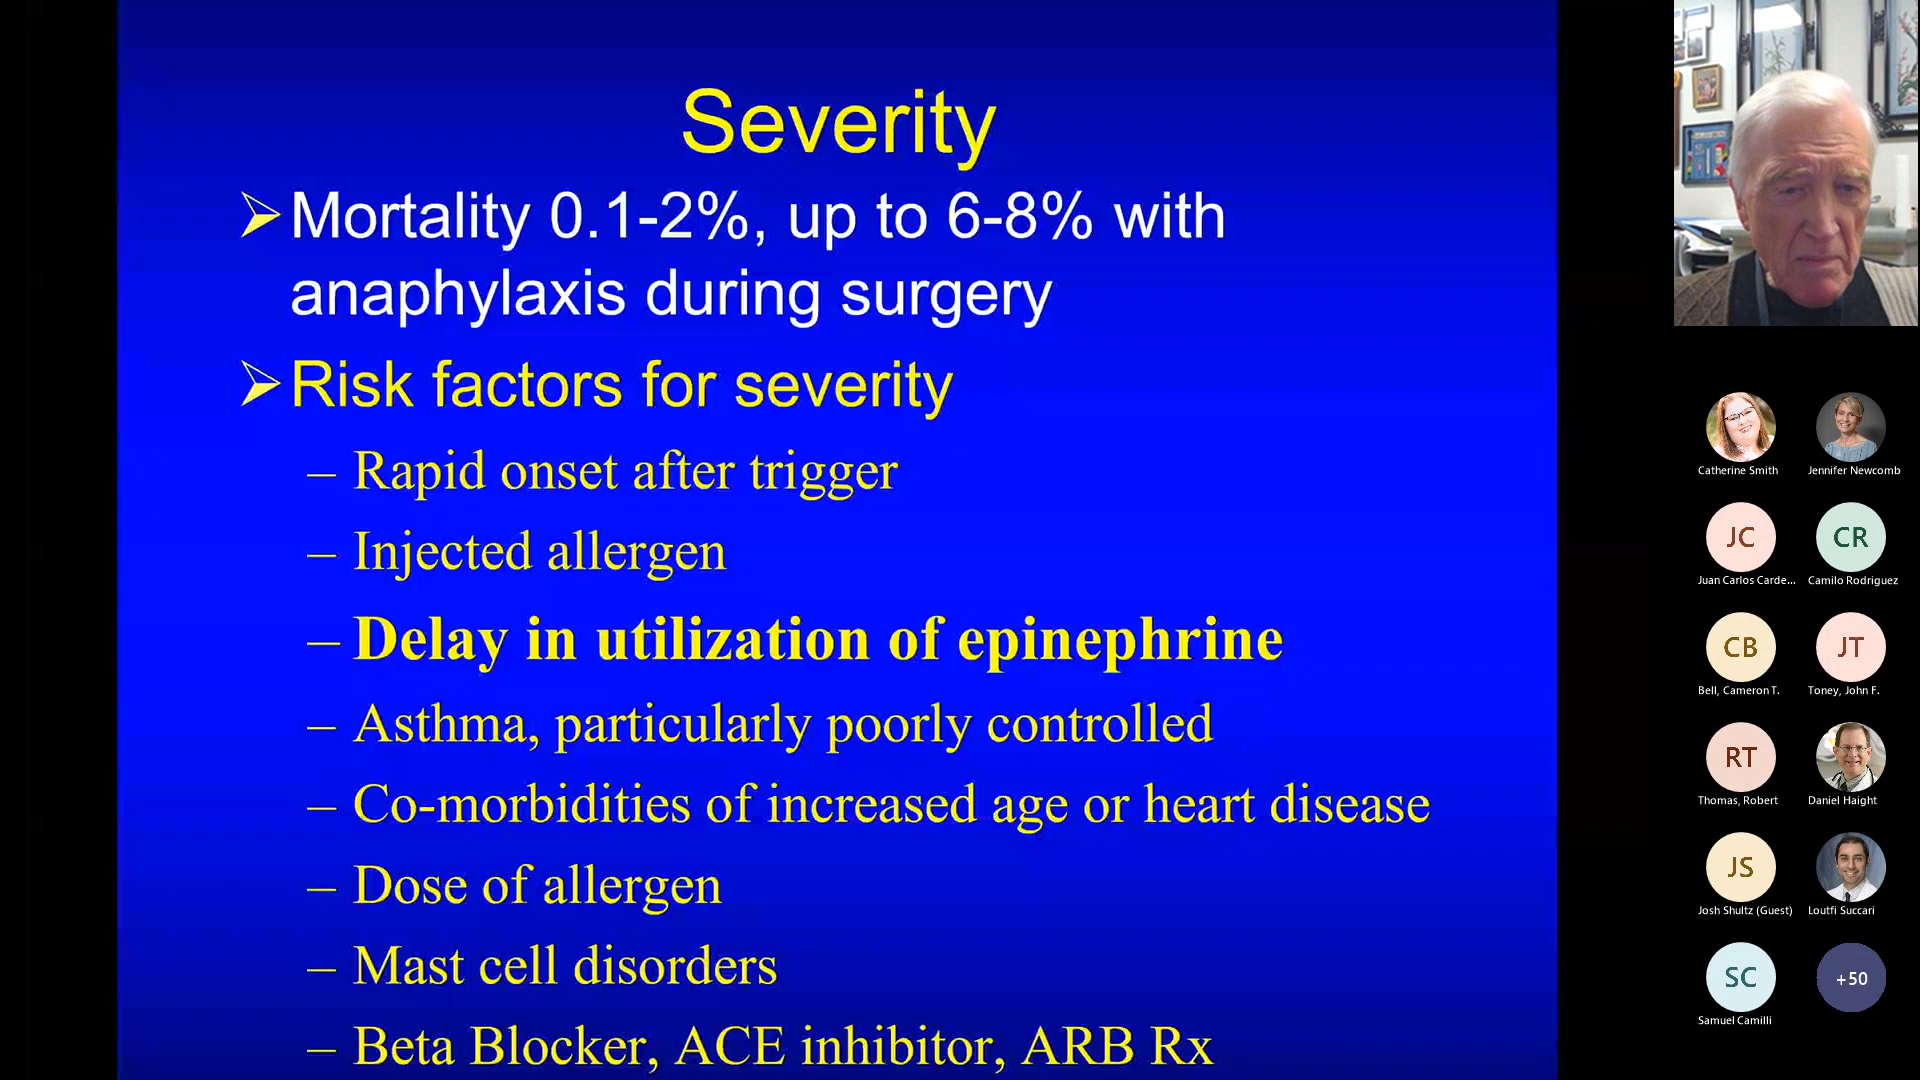 Severity
Mortality 0.1-2%, up to 6-8% with
anaphylaxis during surgery
Risk factors for severity
– Rapid onset after trigger
– Injected allergen
– Delay in utilization of epinephrine
– Asthma, particularly poorly controlled
– Co-morbidities of increased age or heart disease
– Dose of allergen
– Mast cell disorders
– Beta Blocker, ACE inhibitor, ARB Rx
Catherine Smith
Jennifer Newcomb
JC
CR
Juan Carlos Carde...
Camilo Rodriguez
CB
JT
Bell, Cameron T.
Toney, John F.
RT
Thomas, Robert
Daniel Haight
JS
Josh Shultz (Guest)
Loutfi Succari
SC
+50
Samuel Camilli